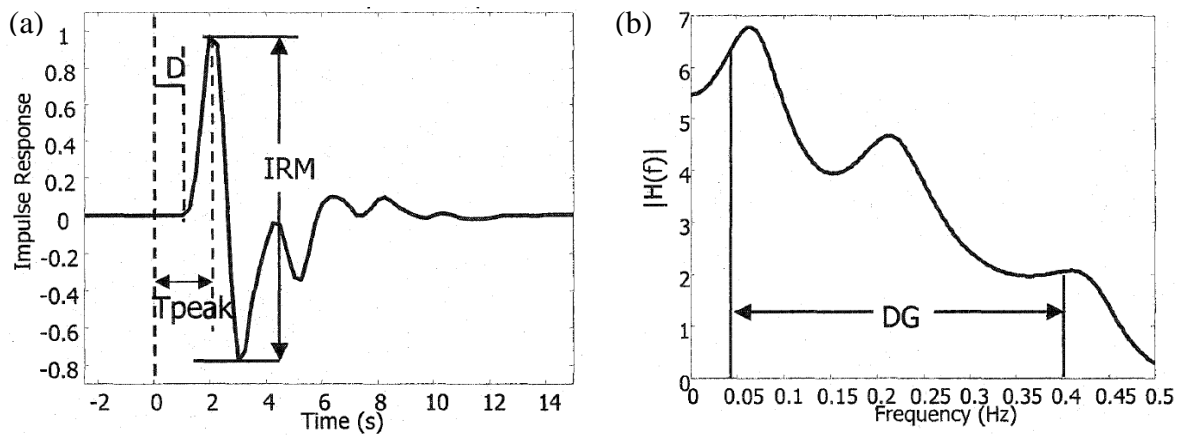 (a)
1
0.8
0.6
0.4
0.2
0
-0.2
-0.4
-0.6
-0.8
Impulse Response
D
IRM
Tpeak
-2 0 2 4 6 8 10 12 14
Time (s)
(b)
7
6
5
4
3
2
1
0
|H(f)|
DG
0.05 0.1 0.15 0.2 0.25 0.3 0.35 0.4 0.45 0.5
Frequency (Hz)